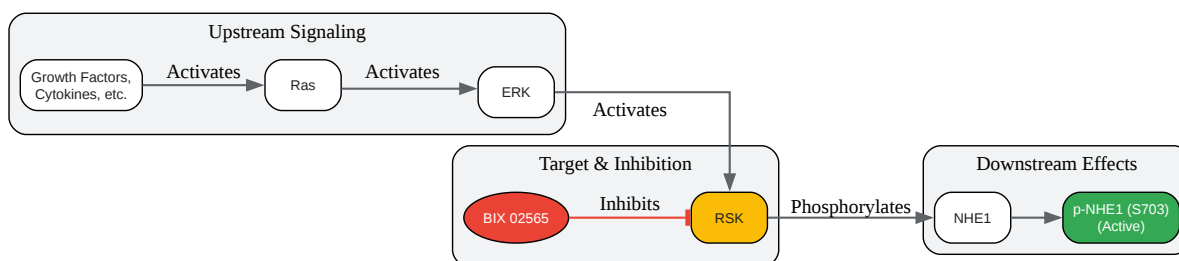 Upstream Signaling
Growth Factors,
Cytokines, etc.
Activates
Ras
Activates
ERK
Activates
Target & Inhibition
BIX 02565
Inhibits
RSK
Phosphorylates
Downstream Effects
NHE1
p-NHE1 (S703)
(Active)